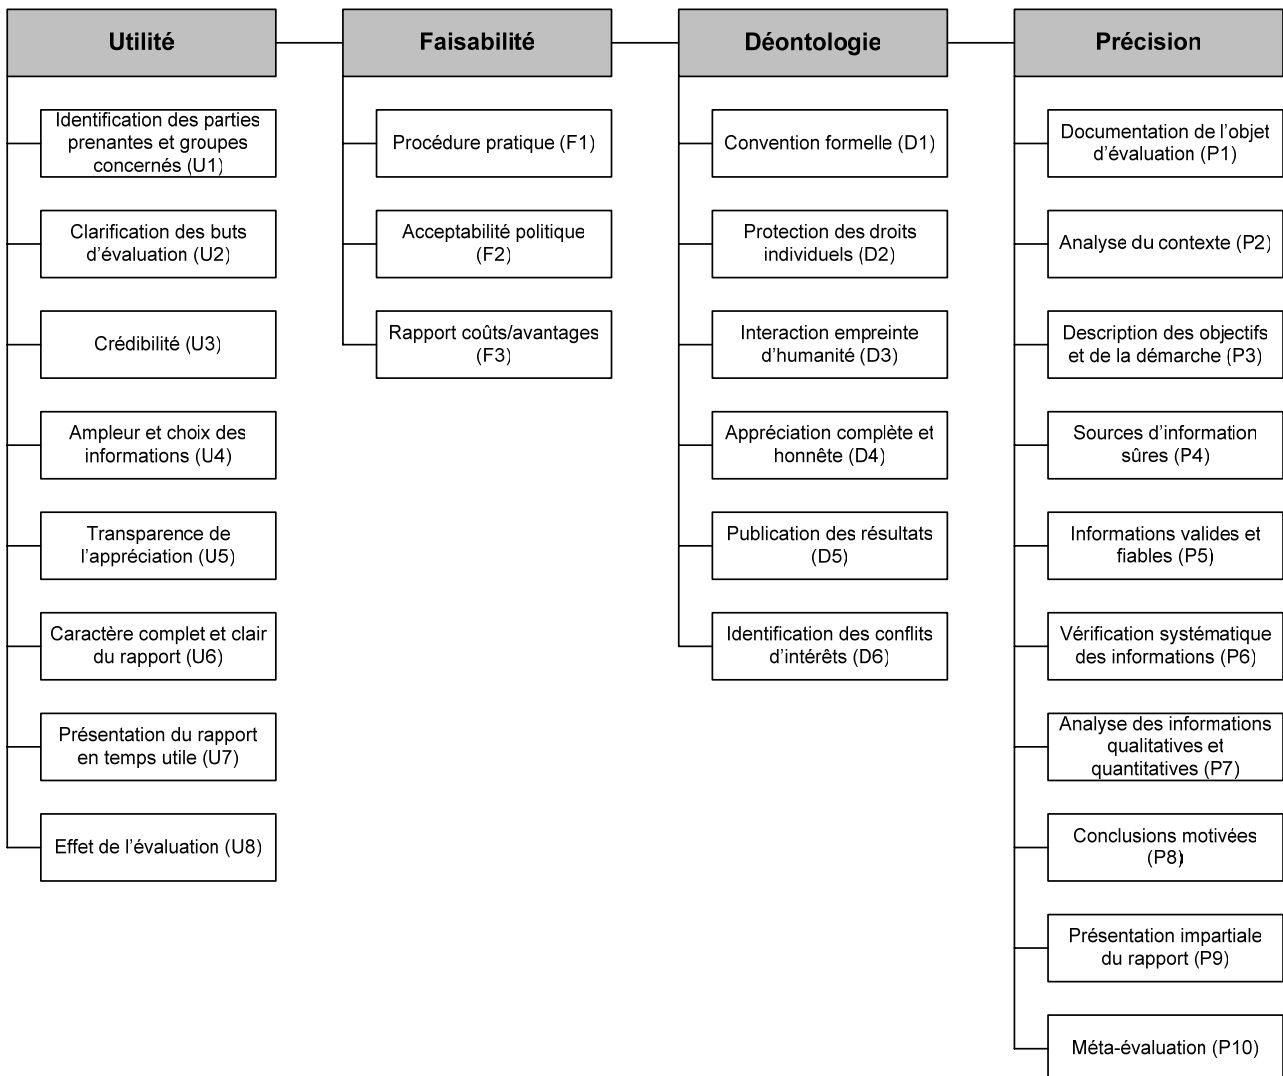 Utilité
Faisabilité
Déontologie
Précision
Identification des parties
prenantes et groupes
concernés (U1)
Clarification des buts
d’évaluation (U2)
Crédibilité (U3)
Ampleur et choix des
informations (U4)
Transparence de
l’appréciation (U5)
Caractère complet et clair
du rapport (U6)
Présentation du rapport
en temps utile (U7)
Effet de l’évaluation (U8)
Procédure pratique (F1)
Acceptabilité politique
(F2)
Rapport coûts/avantages
(F3)
Convention formelle (D1)
Protection des droits
individuels (D2)
Interaction empreinte
d’humanité (D3)
Appréciation complète et
honnête (D4)
Publication des résultats
(D5)
Identification des conflits
d’intérêts (D6)
Documentation de l’objet
d’évaluation (P1)
Analyse du contexte (P2)
Description des objectifs
et de la démarche (P3)
Sources d’information
sûres (P4)
Informations valides et
fiables (P5)
Vérification systématique
des informations (P6)
Analyse des informations
qualitatives et
quantitatives (P7)
Conclusions motivées
(P8)
Présentation impartiale
du rapport (P9)
Méta-évaluation (P10)